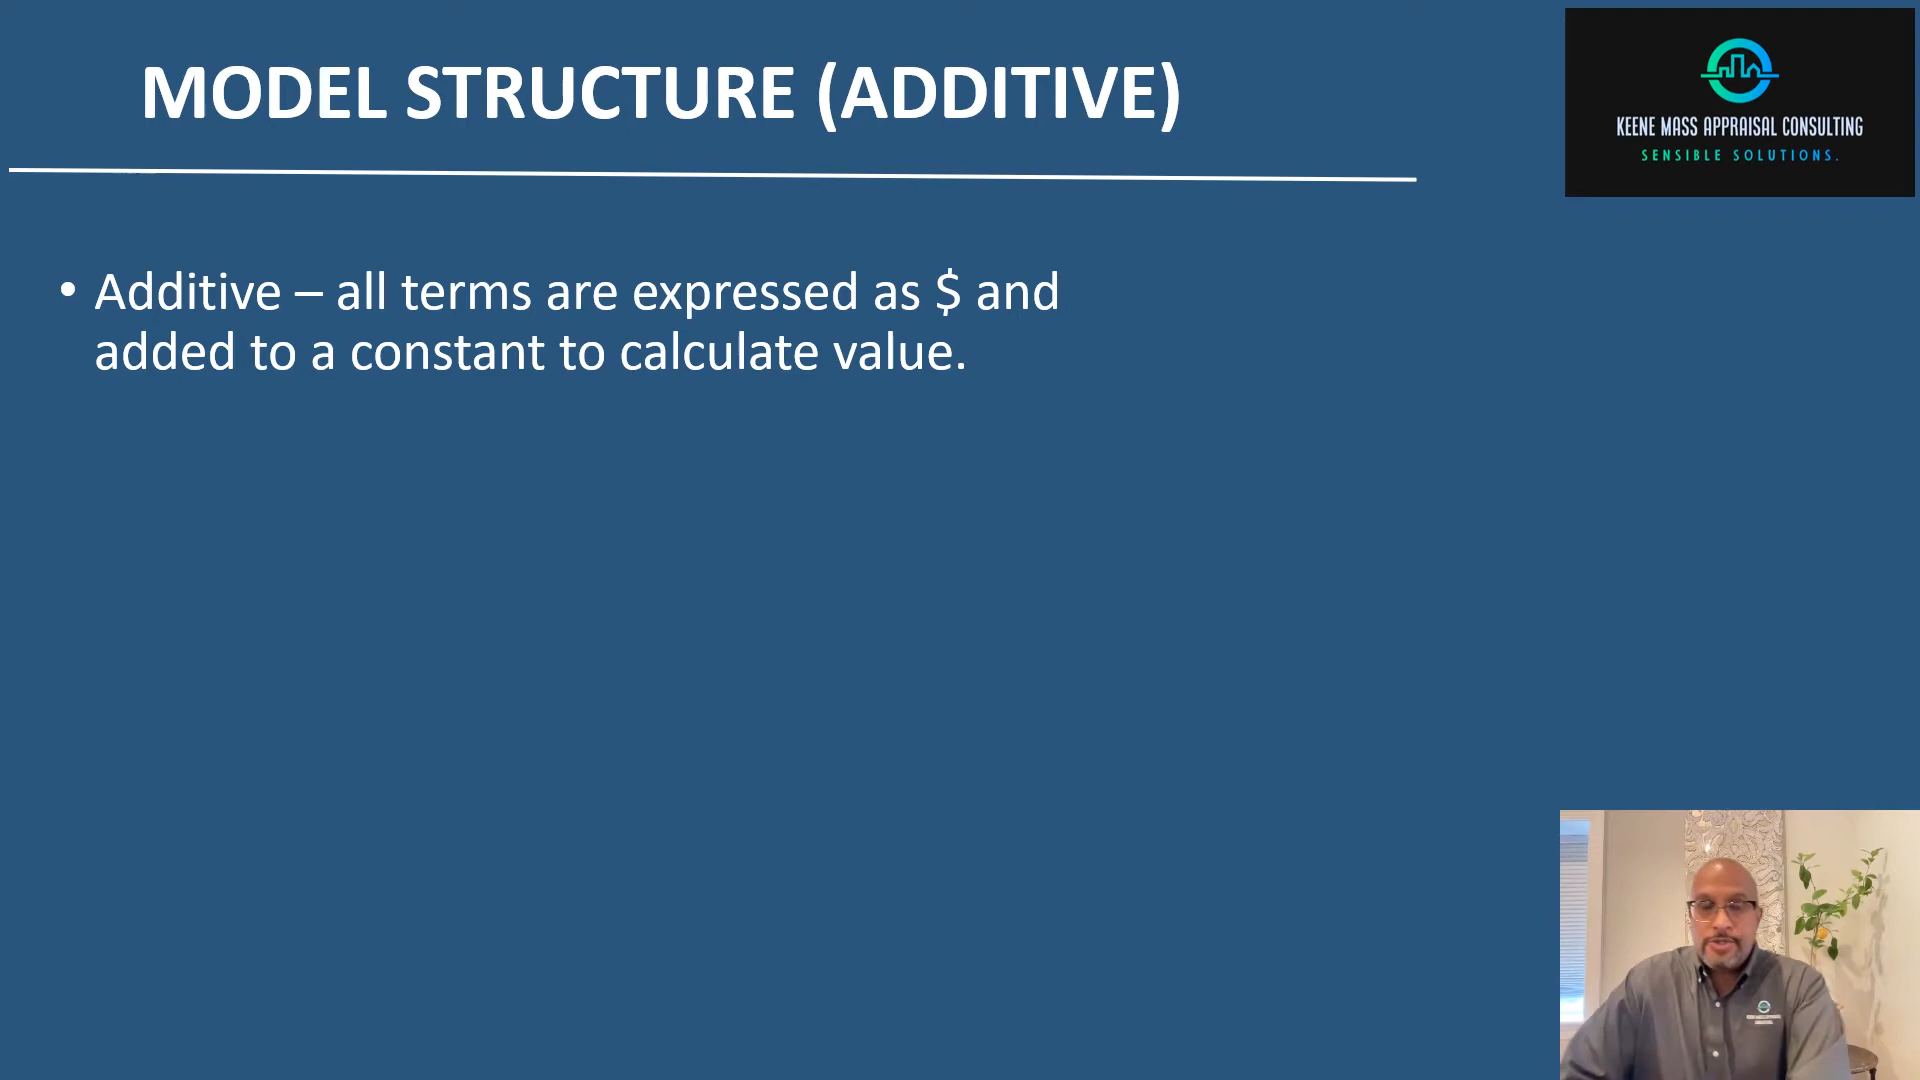 MODEL STRUCTURE (ADDITIVE)
KEENE MASS APPRAISAL CONSULTING
SENSIBLE SOLUTIONS.
• Additive – all terms are expressed as $ and
added to a constant to calculate value.